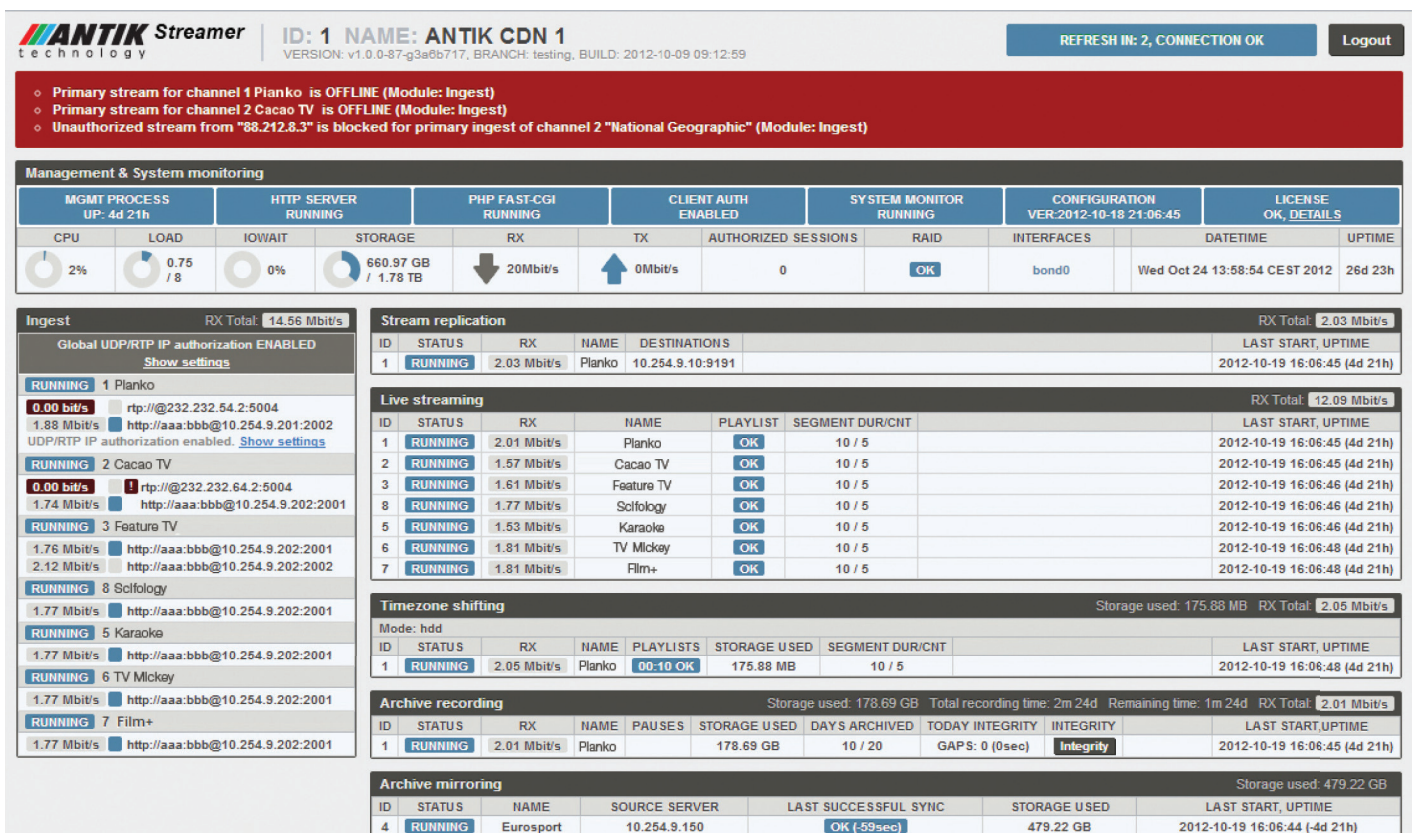 ANTIK Streamer
technology
ID: 1 NAME: ANTIK CDN 1
VERSION: v1.0.0-87-g3a6b717, BRANCH: testing, BUILD: 2012-10-09 09:12:59
REFRESH IN: 2, CONNECTION OK
Logout
Primary stream for channel 1 Planko is OFFLINE (Module: Ingest)
Primary stream for channel 2 Cacao TV is OFFLINE (Module: Ingest)
Unauthorized stream from "88.212.8.3" is blocked for primary ingest of channel 2 "National Geographic" (Module: Ingest)
Management & System monitoring
MGMT PROCESS HTTP SERVER PHP FAST-CGI CLIENT AUTH SYSTEM MONITOR CONFIGURATION LICENSE
UP: 4d 21h RUNNING RUNNING ENABLED RUNNING VER:2012-10-18 21:06:45 OK, DETAILS
CPU LOAD IOWAIT STORAGE RX TX AUTHORIZED SESSIONS RAID INTERFACES DATETIME UPTIME
2% 0.75 / 8 0% 660.97 GB / 1.78 TB 20Mbit/s 0Mbit/s 0 OK bond0 Wed Oct 24 13:58:54 CEST 2012 26d 23h
Ingest RX Total: 14.56 Mbit/s
Global UDP/RTP IP authorization ENABLED
Show settings
RUNNING 1 Planko
0.00 bit/s rtp://@232.232.54.2:5004
1.88 Mbit/s http://aaa:bbb@10.254.9.201:2002
UDP/RTP IP authorization enabled. Show settings
RUNNING 2 Cacao TV
0.00 bit/s ! rtp://@232.232.64.2:5004
1.74 Mbit/s http://aaa:bbb@10.254.9.202:2001
RUNNING 3 Feature TV
1.76 Mbit/s http://aaa:bbb@10.254.9.202:2001
2.12 Mbit/s http://aaa:bbb@10.254.9.202:2002
RUNNING 8 Scifology
1.77 Mbit/s http://aaa:bbb@10.254.9.202:2001
RUNNING 5 Karaoke
1.77 Mbit/s http://aaa:bbb@10.254.9.202:2001
RUNNING 6 TV Mickey
1.77 Mbit/s http://aaa:bbb@10.254.9.202:2001
RUNNING 7 Film+
1.77 Mbit/s http://aaa:bbb@10.254.9.202:2001
Stream replication RX Total: 2.03 Mbit/s
ID STATUS RX NAME DESTINATIONS LAST START, UPTIME
1 RUNNING 2.03 Mbit/s Planko 10.254.9.10:9191 2012-10-19 16:06:45 (4d 21h)
Live streaming RX Total: 12.09 Mbit/s
ID STATUS RX NAME PLAYLIST SEGMENT DUR/CNT LAST START, UPTIME
1 RUNNING 2.01 Mbit/s Planko OK 10 / 5 2012-10-19 16:06:45 (4d 21h)
2 RUNNING 1.57 Mbit/s Cacao TV OK 10 / 5 2012-10-19 16:06:45 (4d 21h)
3 RUNNING 1.61 Mbit/s Feature TV OK 10 / 5 2012-10-19 16:06:45 (4d 21h)
8 RUNNING 1.77 Mbit/s Scifology OK 10 / 5 2012-10-19 16:06:46 (4d 21h)
5 RUNNING 1.53 Mbit/s Karaoke OK 10 / 5 2012-10-19 16:06:46 (4d 21h)
6 RUNNING 1.81 Mbit/s TV Mickey OK 10 / 5 2012-10-19 16:06:48 (4d 21h)
7 RUNNING 1.81 Mbit/s Film+ OK 10 / 5 2012-10-19 16:06:48 (4d 21h)
Timezone shifting Storage used: 175.88 MB RX Total: 2.05 Mbit/s
Mode: hdd
ID STATUS RX NAME PLAYLISTS STORAGE USED SEGMENT DUR/CNT LAST START, UPTIME
1 RUNNING 2.05 Mbit/s Planko 00:10 OK 175.88 MB 10 / 5 2012-10-19 16:06:48 (4d 21h)
Archive recording Storage used: 178.69 GB Total recording time: 2m 24d Remaining time: 1m 24d RX Total: 2.01 Mbit/s
ID STATUS RX NAME PAUSES STORAGE USED DAYS ARCHIVED TODAY INTEGRITY INTEGRITY LAST START,UPTIME
1 RUNNING 2.01 Mbit/s Planko 178.69 GB 10 / 20 GAPS: 0 (0sec) Integrity 2012-10-19 16:06:45 (4d 21h)
Archive mirroring Storage used: 479.22 GB
ID STATUS NAME SOURCE SERVER LAST SUCCESSFUL SYNC STORAGE USED LAST START, UPTIME
4 RUNNING Eurosport 10.254.9.150 OK (-59sec) 479.22 GB 2012-10-19 16:06:44 (-4d 21h)